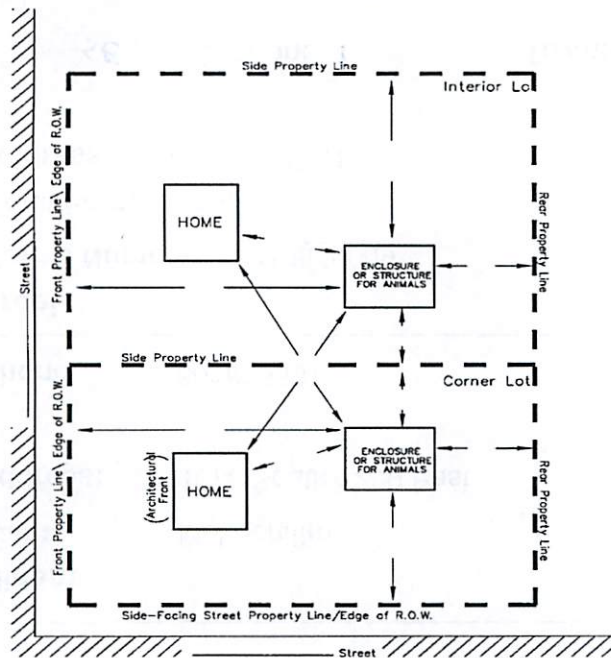 Side Property Line
Interior Lo
Front Property Line\ Edge of R.O.W.
Rear Property Line
HOME
ENCLOSURE
OR STRUCTURE
FOR ANIMALS
Street
Side Property Line
Corner Lot
Front Property Line\ Edge of R.O.W.
Rear Property Line
(Architectural
Front)
HOME
ENCLOSURE
OR STRUCTURE
FOR ANIMALS
Side-Facing Street Property Line/Edge of R.O.W.
Street